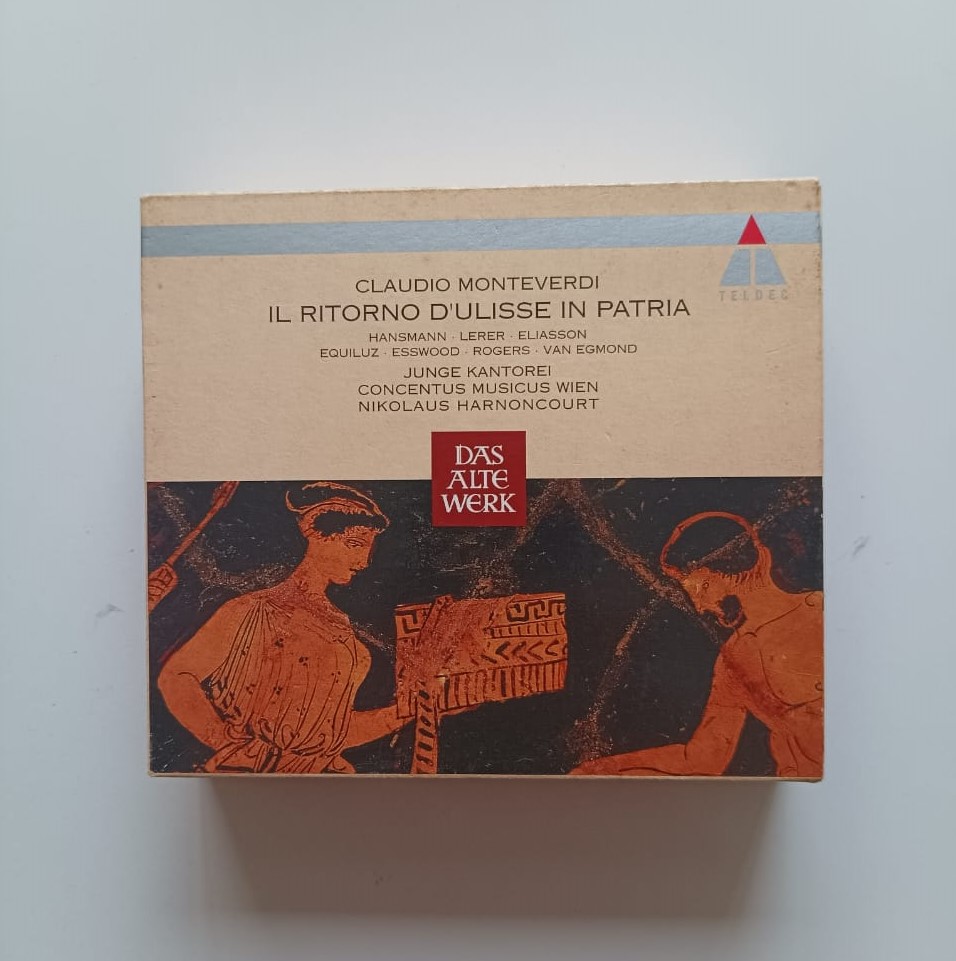 TELDEC
CLAUDIO MONTEVERDI
IL RITORNO D'ULISSE IN PATRIA
HANSMANN · LERER · ELIASSON
EQUILUZ · ESSWOOD · ROGERS · VAN EGMOND
JUNGE KANTOREI
CONCENTUS MUSICUS WIEN
NIKOLAUS HARNONCOURT
DAS
ALTE
WERK